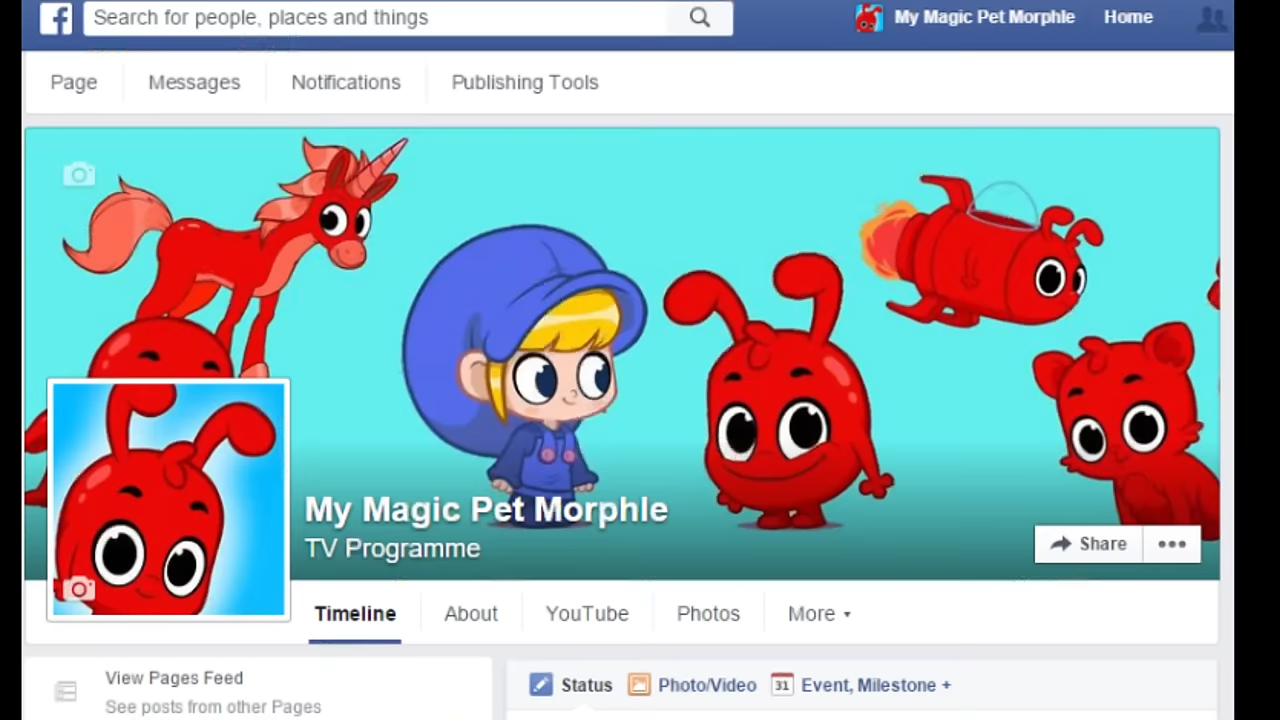 f Search for people, places and things My Magic Pet Morphle Home
Page Messages Notifications Publishing Tools
My Magic Pet Morphle
TV Programme
Share
Timeline About YouTube Photos More
View Pages Feed
See posts from other Pages
Status Photo/Video 31 Event, Milestone +